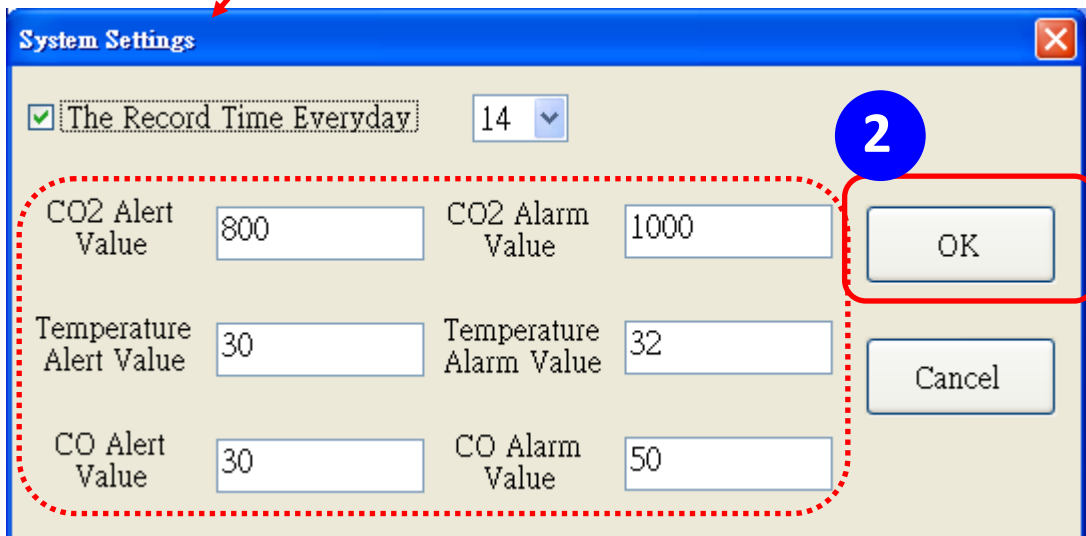 System Settings
The Record Time Everyday 14
2
CO2 Alert
Value
800
CO2 Alarm
Value
1000
OK
Temperature
Alert Value
30
Temperature
Alarm Value
32
Cancel
CO Alert
Value
30
CO Alarm
Value
50